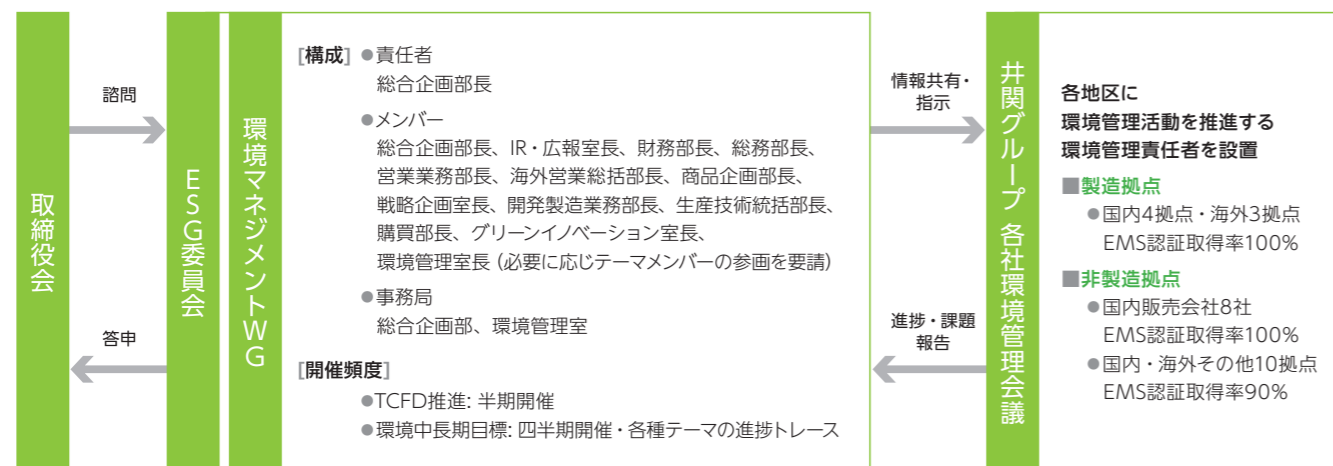 取締役会
諮問
答申
ESG委員会
環境マネジメントWG
[構成] ●責任者
総合企画部長
●メンバー
総合企画部長、IR・広報室長、財務部長、総務部長、
営業業務部長、海外営業総括部長、商品企画部長、
戦略企画室長、開発製造業務部長、生産技術統括部長、
購買部長、グリーンイノベーション室長、
環境管理室長（必要に応じテーマメンバーの参画を要請）
●事務局
総合企画部、環境管理室
[開催頻度]
●TCFD推進: 半期開催
●環境中長期目標: 四半期開催・各種テーマの進捗トレース
情報共有・
指示
進捗・課題
報告
井関グループ 各社環境管理会議
各地区に
環境管理活動を推進する
環境管理責任者を設置
■製造拠点
●国内4拠点・海外3拠点
EMS認証取得率100%
■非製造拠点
●国内販売会社8社
EMS認証取得率100%
●国内・海外その他10拠点
EMS認証取得率90%